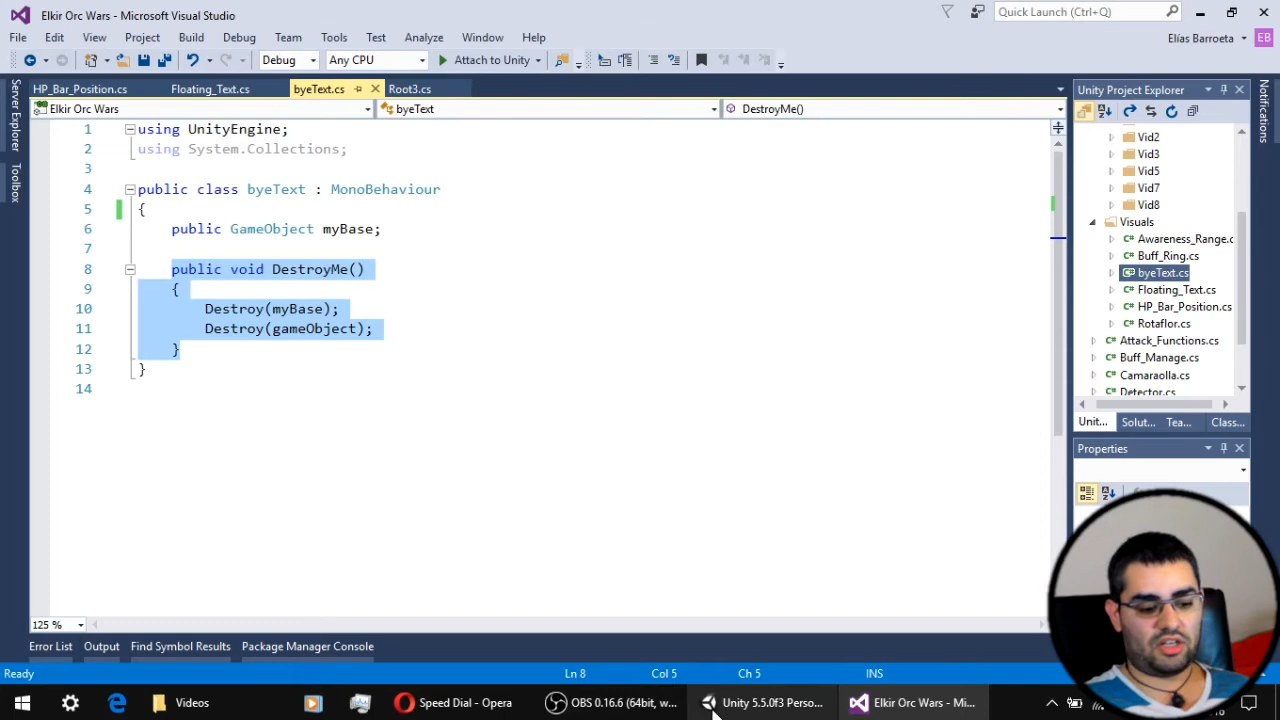 Elkir Orc Wars - Microsoft Visual Studio
Quick Launch (Ctrl+Q)
File Edit View Project Build Debug Team Tools Test Analyze Window Help
Elías Barroeta EB
Debug Any CPU Attach to Unity
Server Explorer
Toolbox
Notifications
HP_Bar_Position.cs Floating_Text.cs byeText.cs Root3.cs
Elkir Orc Wars byeText DestroyMe()
1 using UnityEngine;
2 using System.Collections;
3
4 public class byeText : MonoBehaviour
5 {
6 public GameObject myBase;
7
8 public void DestroyMe()
9 {
10 Destroy(myBase);
11 Destroy(gameObject);
12 }
13 }
14
Unity Project Explorer
Vid2
Vid3
Vid5
Vid7
Vid8
Visuals
Awareness_Range.c
Buff_Ring.cs
byeText.cs
Floating_Text.cs
HP_Bar_Position.cs
Rotaflor.cs
Attack_Functions.cs
Buff_Manage.cs
Camaraolla.cs
Detector.cs
Unit... Solut... Tea... Class...
Properties
125 %
Error List Output Find Symbol Results Package Manager Console
Ready Ln 8 Col 5 Ch 5 INS
Videos Speed Dial - Opera OBS 0.16.6 (64bit, w... Unity 5.5.0f3 Perso... Elkir Orc Wars - Mi...